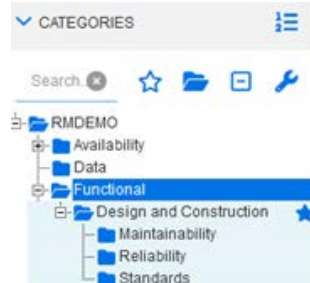 CATEGORIES
Search..
RMDEMO
Availability
Data
Functional
Design and Construction
Maintainability
Reliability
Standards